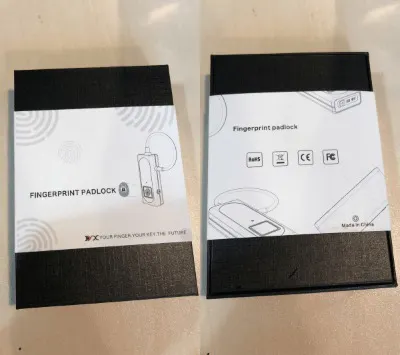 FINGERPRINT PADLOCK
YOUR FINGER YOUR KEY THE FUTURE
Fingerprint padlock
RoHS
CE
FC
Made in China